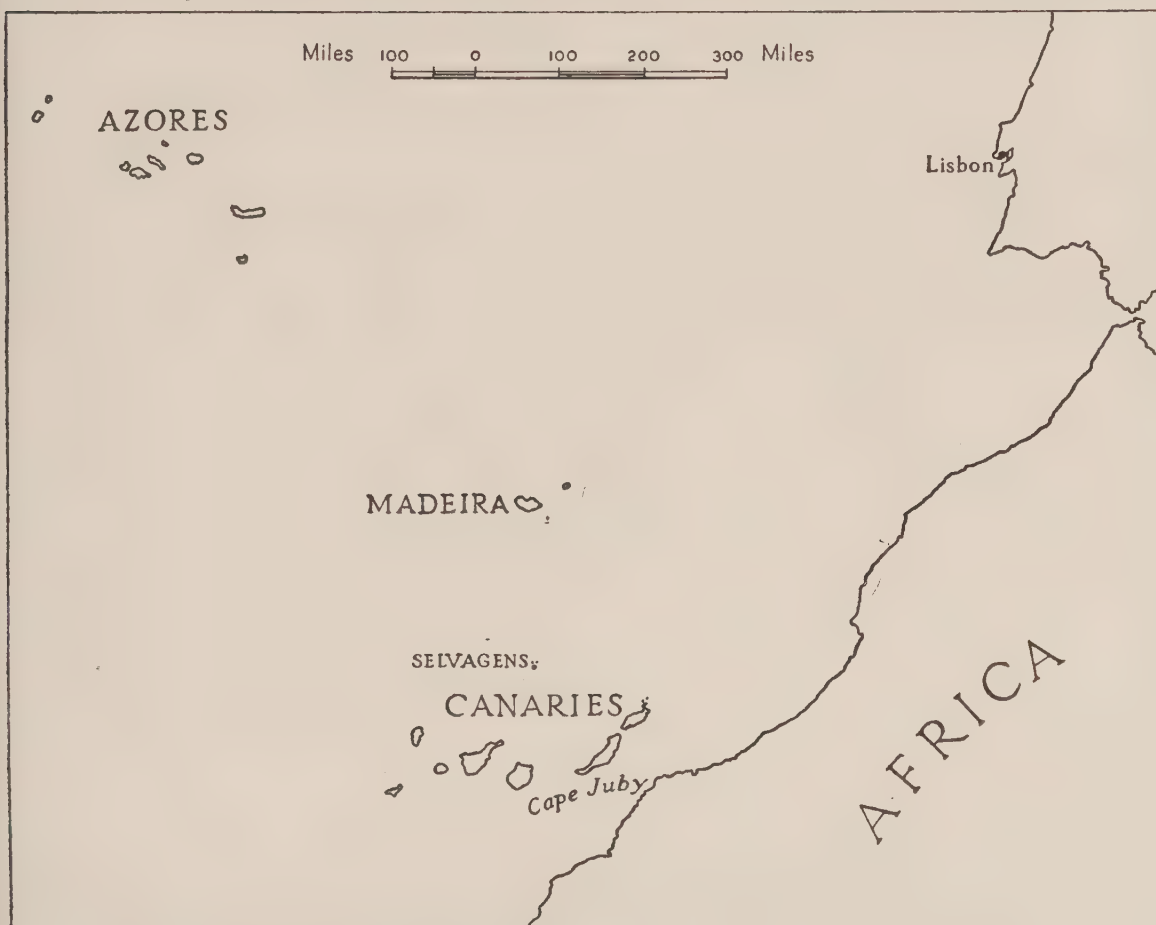 Miles 100 0 100 200 300 Miles
AZORES
Lisbon
MADEIRA
SELVAGENS
CANARIES
Cape Juby
AFRICA